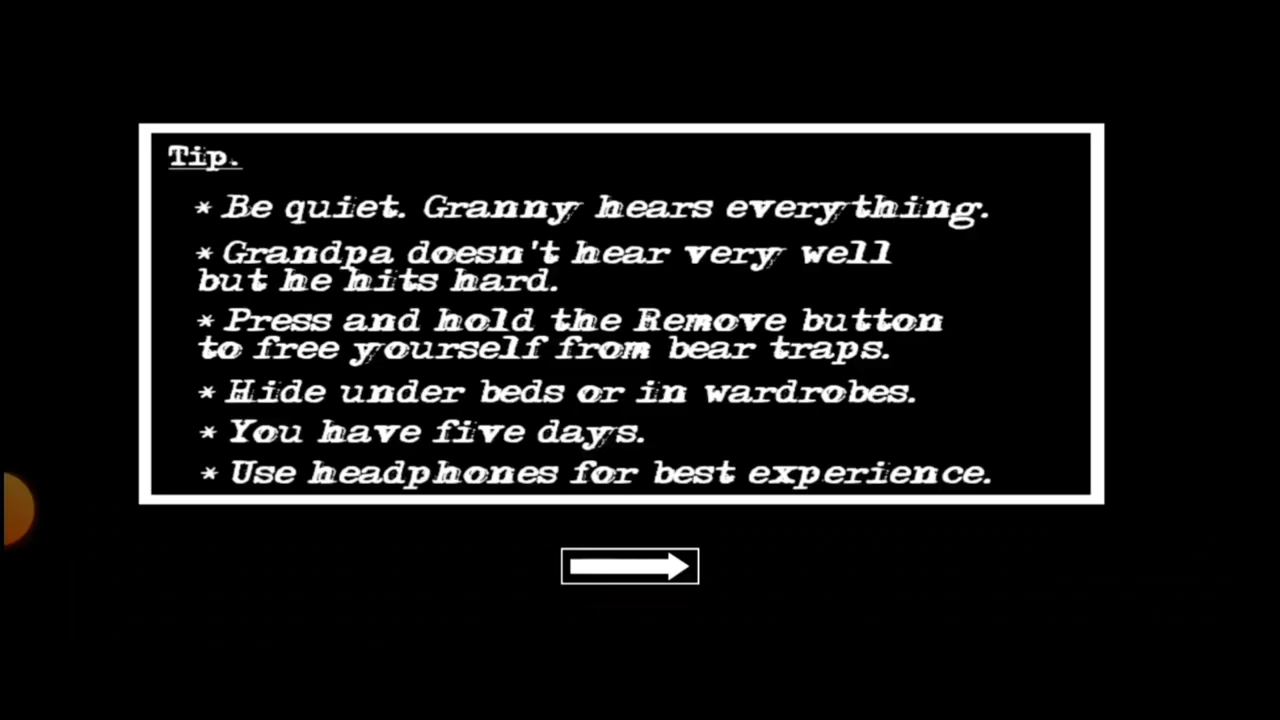 Tip.
* Be quiet. Granny hears everything.
* Grandpa doesn't hear very well
but he hits hard.
* Press and hold the Remove button
to free yourself from bear traps.
* Hide under beds or in wardrobes.
* You have five days.
* Use headphones for best experience.